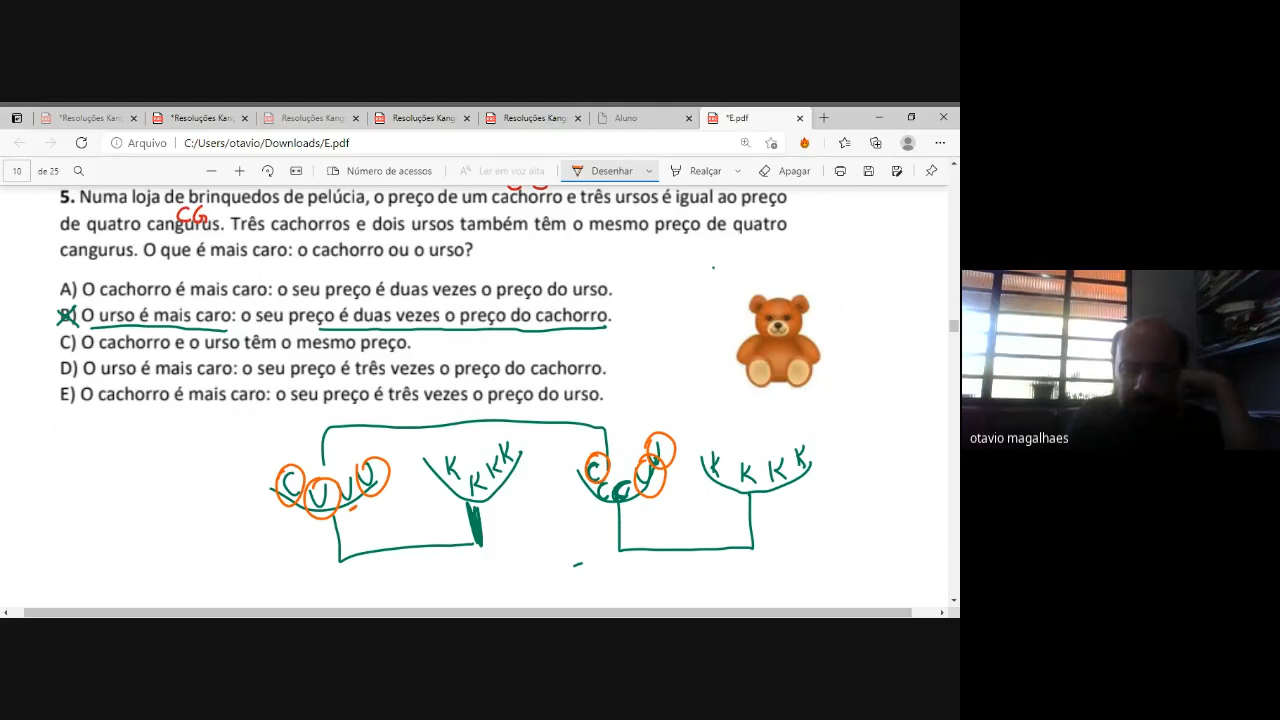 *Resoluções Kang
*Resoluções Kang
Resoluções Kang
Resoluções Kang
Resoluções Kang
Aluno
*E.pdf
Arquivo
C:/Users/otavio/Downloads/E.pdf
10
de 25
Número de acessos
Ler em voz alta
Desenhar
Realçar
Apagar
5. Numa loja de brinquedos de pelúcia, o preço de um cachorro e três ursos é igual ao preço
CG
de quatro cangurus. Três cachorros e dois ursos também têm o mesmo preço de quatro
cangurus. O que é mais caro: o cachorro ou o urso?
A) O cachorro é mais caro: o seu preço é duas vezes o preço do urso.
B) O urso é mais caro: o seu preço é duas vezes o preço do cachorro.
C) O cachorro e o urso têm o mesmo preço.
D) O urso é mais caro: o seu preço é três vezes o preço do cachorro.
E) O cachorro é mais caro: o seu preço é três vezes o preço do urso.
C U U U
K K K K
C C C U U
K K K K
otavio magalhaes